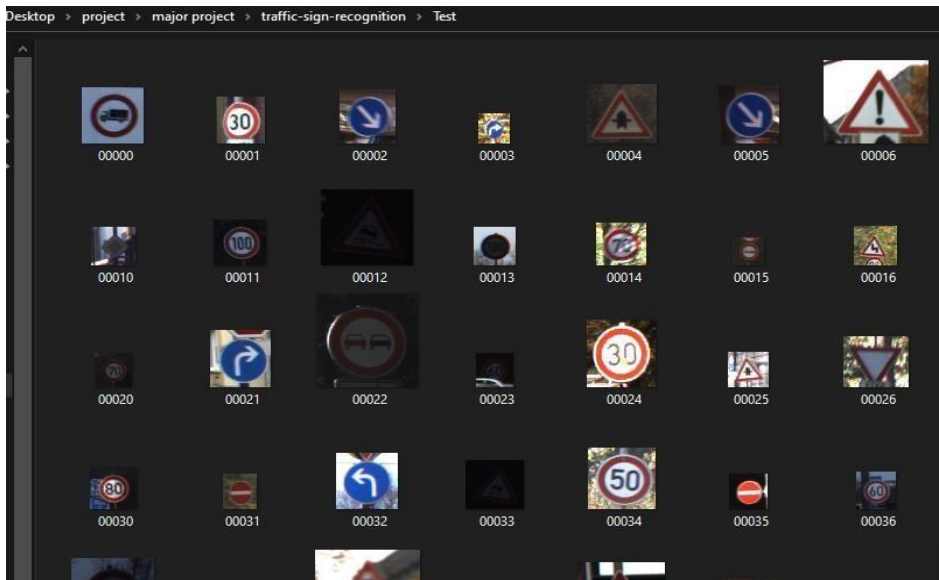 Desktop > project > major project > traffic-sign-recognition > Test
30
00000 00001 00002 00003 00004 00005 00006
100
00010 00011 00012 00013 00014 00015 00016
70 30
00020 00021 00022 00023 00024 00025 00026
80 50 60
00030 00031 00032 00033 00034 00035 00036